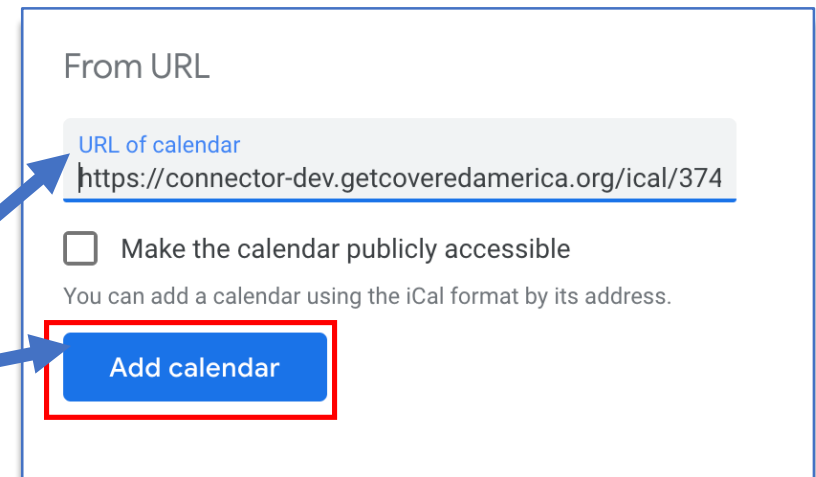 From URL
URL of calendar
https://connector-dev.getcoveredamerica.org/ical/374
Make the calendar publicly accessible
You can add a calendar using the iCal format by its address.
Add calendar